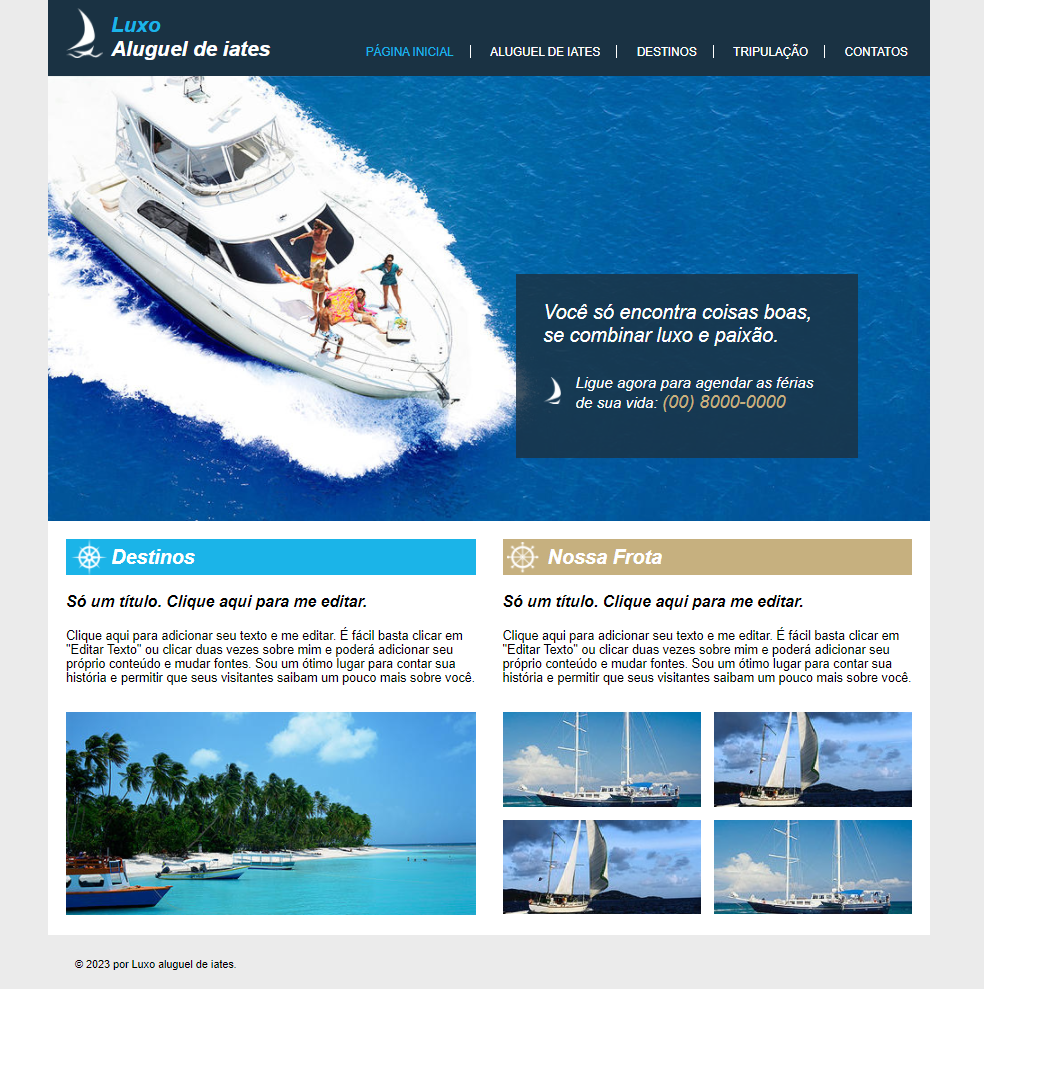 Luxo
Aluguel de iates
PÁGINA INICIAL
ALUGUEL DE IATES
DESTINOS
TRIPULAÇÃO
CONTATOS
Você só encontra coisas boas,
se combinar luxo e paixão.
Ligue agora para agendar as férias
de sua vida: (00) 8000-0000
Destinos
Só um título. Clique aqui para me editar.
Clique aqui para adicionar seu texto e me editar. É fácil basta clicar em
"Editar Texto" ou clicar duas vezes sobre mim e poderá adicionar seu
próprio conteúdo e mudar fontes. Sou um ótimo lugar para contar sua
história e permitir que seus visitantes saibam um pouco mais sobre você.
Nossa Frota
Só um título. Clique aqui para me editar.
Clique aqui para adicionar seu texto e me editar. É fácil basta clicar em
"Editar Texto" ou clicar duas vezes sobre mim e poderá adicionar seu
próprio conteúdo e mudar fontes. Sou um ótimo lugar para contar sua
história e permitir que seus visitantes saibam um pouco mais sobre você.
© 2023 por Luxo aluguel de iates.